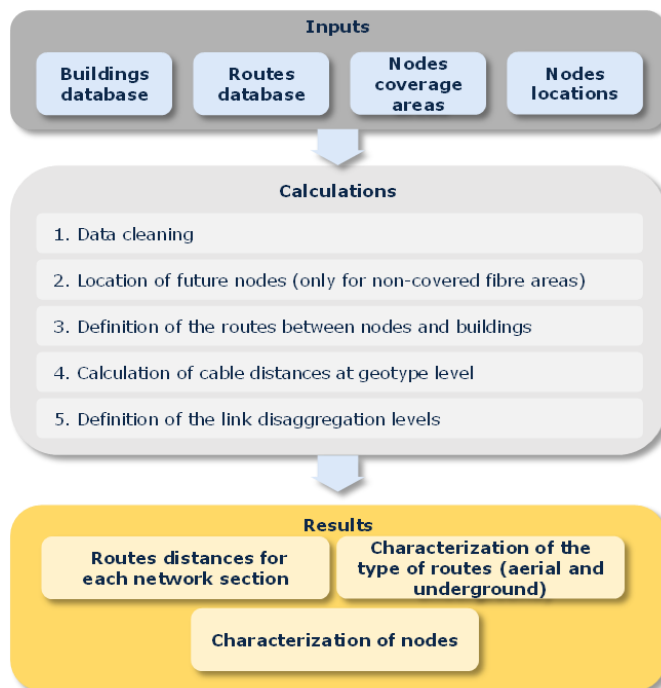 Inputs
Buildings
database
Routes
database
Nodes
coverage
areas
Nodes
locations
Calculations
1. Data cleaning
2. Location of future nodes (only for non-covered fibre areas)
3. Definition of the routes between nodes and buildings
4. Calculation of cable distances at geotype level
5. Definition of the link disaggregation levels
Results
Routes distances for
each network section
Characterization of the
type of routes (aerial and
underground)
Characterization of nodes